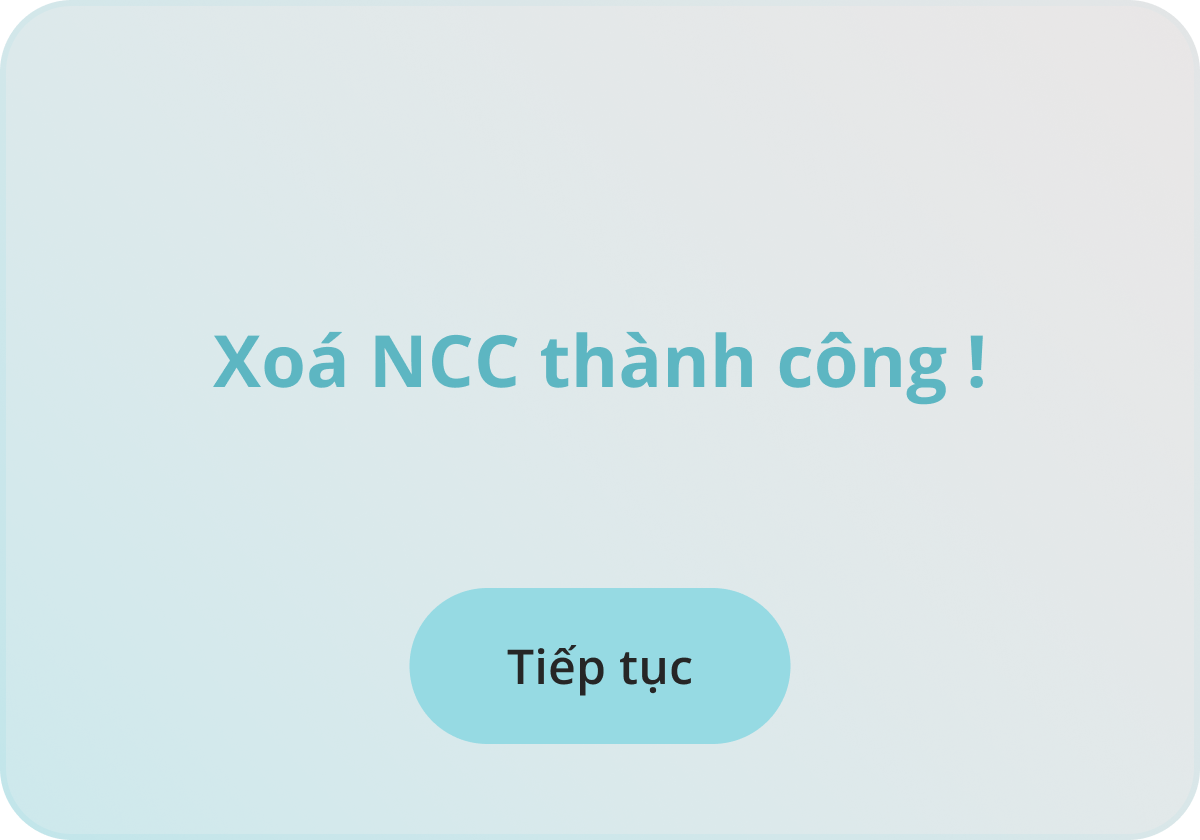 Xoá NCC thành công !
Tiếp tục